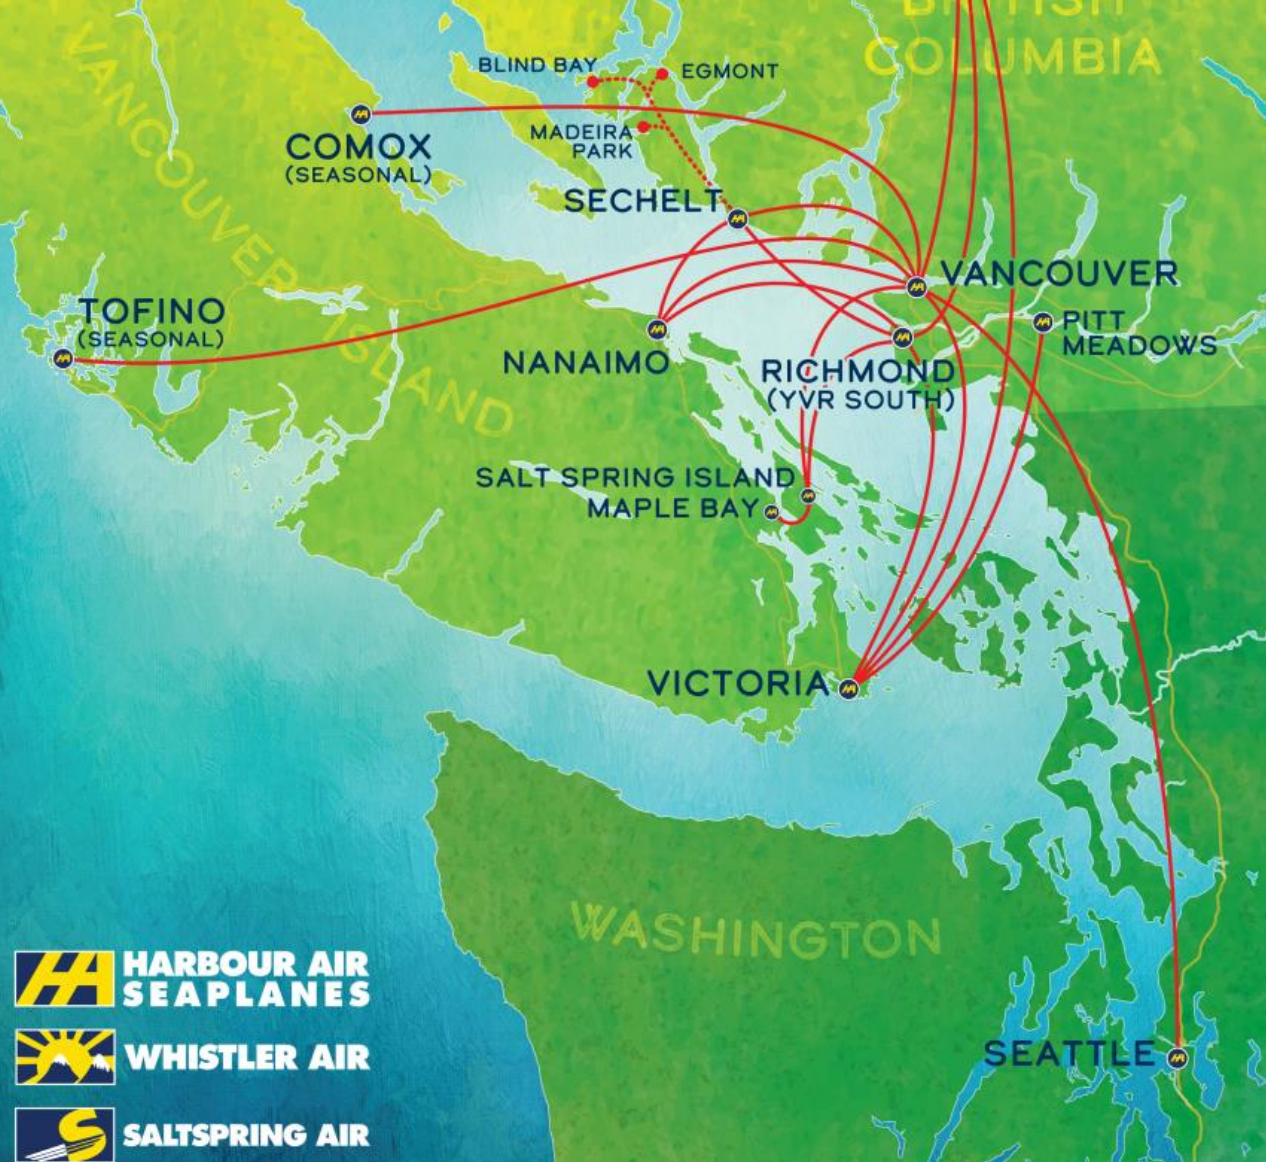 BRITISH
COLUMBIA
VANCOUVER ISLAND
BLIND BAY
EGMONT
MADEIRA
PARK
COMOX
(SEASONAL)
SECHELT
VANCOUVER
TOFINO
(SEASONAL)
PITT
MEADOWS
NANAIMO
RICHMOND
(YVR SOUTH)
SALT SPRING ISLAND
MAPLE BAY
VICTORIA
WASHINGTON
HARBOUR AIR
SEAPLANES
SEATTLE
WHISTLER AIR
SALTSPRING AIR